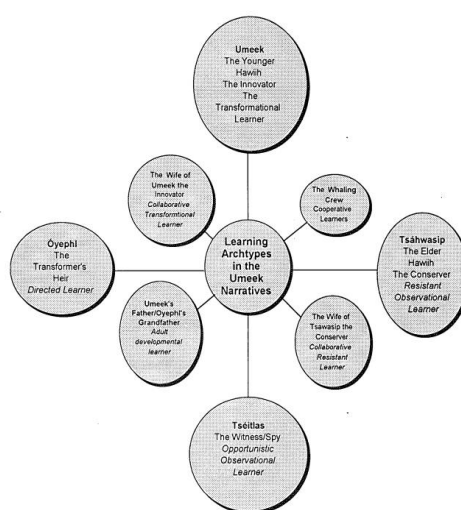 Umeek
The Younger
Hawiih
The Innovator
The
Transformational
Learner
The Wife of
Umeek the
Innovator
Collaborative
Transformtional
Learner
The Whaling
Crew
Cooperative
Learners
Óyephl
The
Transformer's
Heir
Directed Learner
Learning
Archtypes
in the
Umeek
Narratives
Tsáhwasip
The Elder
Hawiih
The Conserver
Resistant
Observational
Learner
Umeek's
Father/Oyephl's
Grandfather
Adult
developmental
learner
The Wife of
Tsawasip the
Conserver
Collaborative
Resistant
Learner
Tséitlas
The Witness/Spy
Opportunistic
Observational
Learner